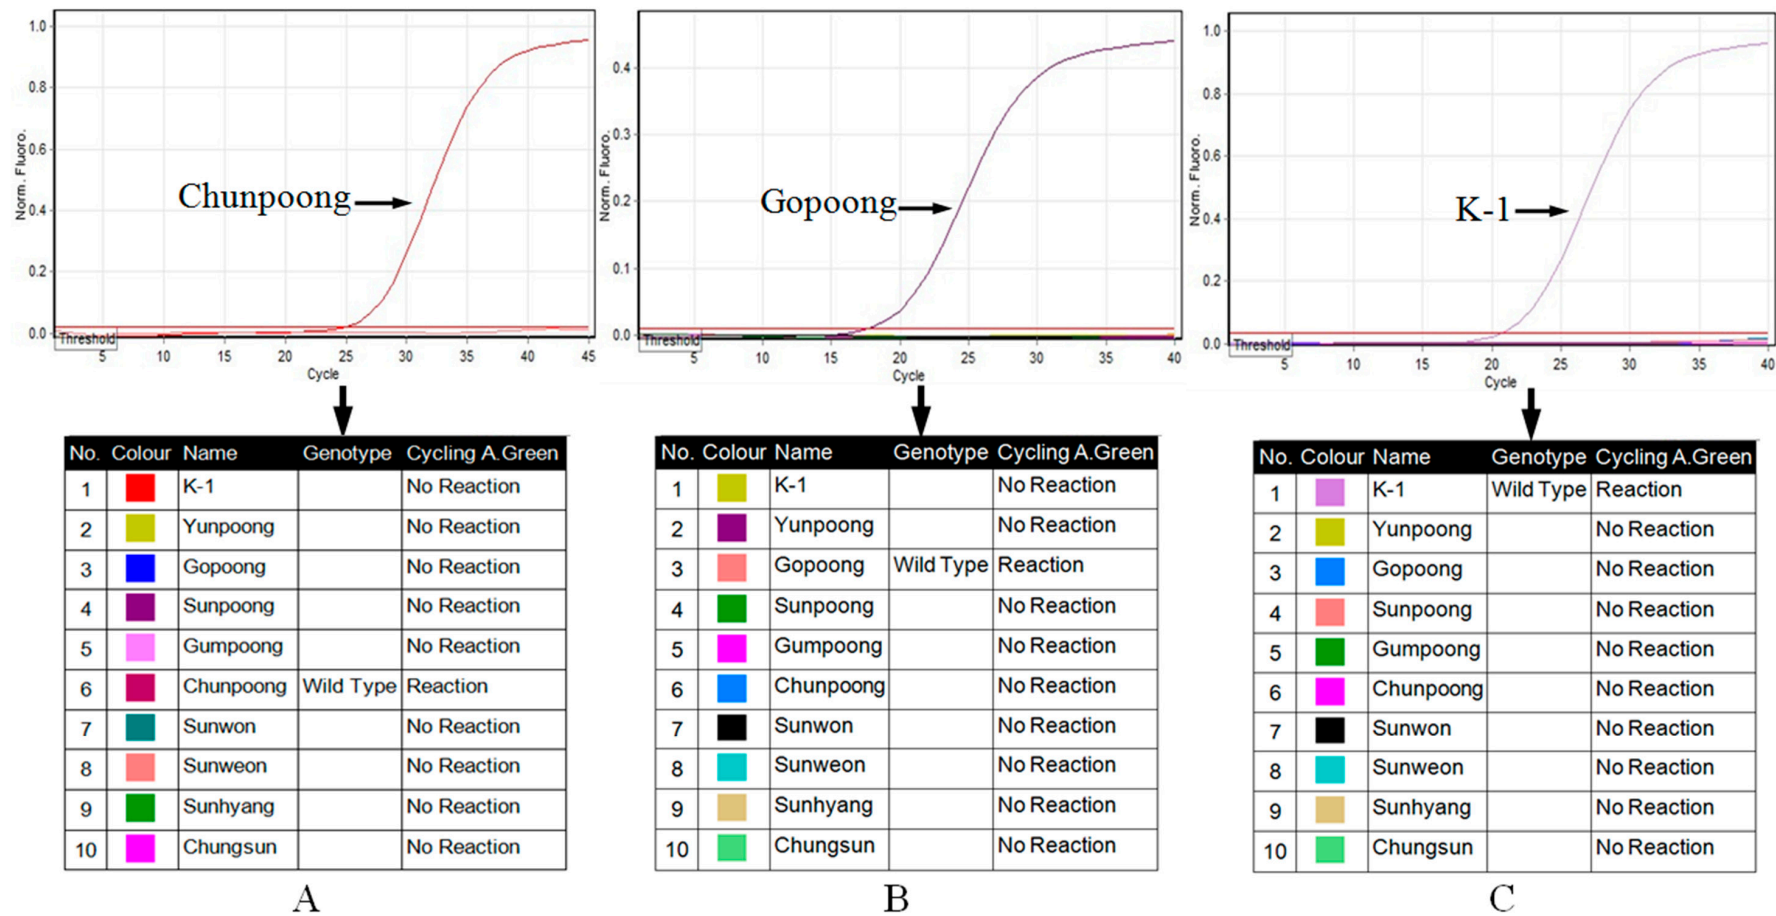 1.0
0.8
0.6
0.4
0.2
0.0
Norm. Fluoro.
Chunpoong
Threshold
5 10 15 20 25 30 35 40 45
Cycle
0.4
0.3
0.2
0.1
0.0
Norm. Fluoro.
Gopoong
Threshold
5 10 15 20 25 30 35 40
Cycle
1.0
0.8
0.6
0.4
0.2
0.0
Norm. Fluoro.
K-1
Threshold
5 10 15 20 25 30 35 40
Cycle
No. Colour Name Genotype Cycling A.Green
1 K-1 No Reaction
2 Yunpoong No Reaction
3 Gopoong No Reaction
4 Sunpoong No Reaction
5 Gumpoong No Reaction
6 Chunpoong Wild Type Reaction
7 Sunwon No Reaction
8 Sunweon No Reaction
9 Sunhyang No Reaction
10 Chungsun No Reaction
A
No. Colour Name Genotype Cycling A.Green
1 K-1 No Reaction
2 Yunpoong No Reaction
3 Gopoong Wild Type Reaction
4 Sunpoong No Reaction
5 Gumpoong No Reaction
6 Chunpoong No Reaction
7 Sunwon No Reaction
8 Sunweon No Reaction
9 Sunhyang No Reaction
10 Chungsun No Reaction
B
No. Colour Name Genotype Cycling A.Green
1 K-1 Wild Type Reaction
2 Yunpoong No Reaction
3 Gopoong No Reaction
4 Sunpoong No Reaction
5 Gumpoong No Reaction
6 Chunpoong No Reaction
7 Sunwon No Reaction
8 Sunweon No Reaction
9 Sunhyang No Reaction
10 Chungsun No Reaction
C